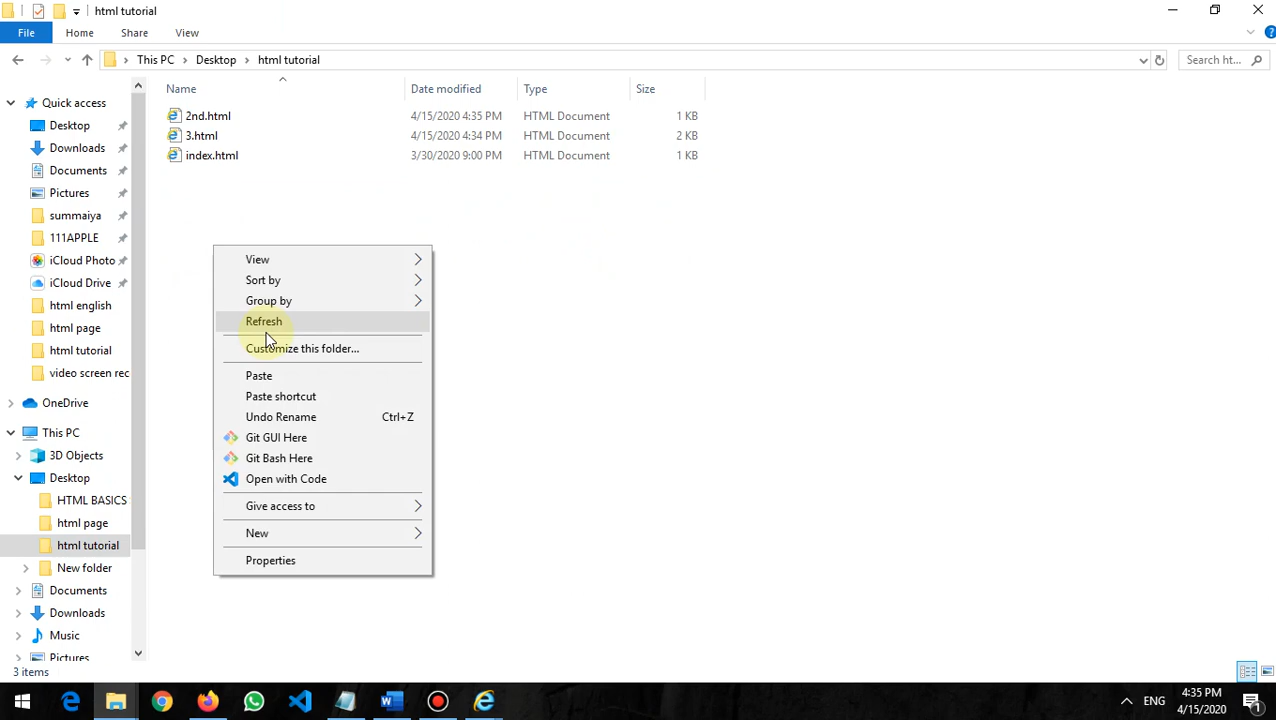 html tutorial
File Home Share View
This PC Desktop html tutorial Search ht...
Name Date modified Type Size
2nd.html 4/15/2020 4:35 PM HTML Document 1 KB
3.html 4/15/2020 4:34 PM HTML Document 2 KB
index.html 3/30/2020 9:00 PM HTML Document 1 KB
Quick access
Desktop
Downloads
Documents
Pictures
summaiya
111APPLE
iCloud Photo
iCloud Drive
html english
html page
html tutorial
video screen rec
OneDrive
This PC
3D Objects
Desktop
HTML BASICS
html page
html tutorial
New folder
Documents
Downloads
Music
Pictures
View
Sort by
Group by
Refresh
Customize this folder...
Paste
Paste shortcut
Undo Rename Ctrl+Z
Git GUI Here
Git Bash Here
Open with Code
Give access to
New
Properties
3 items
ENG
4:35 PM
4/15/2020
1